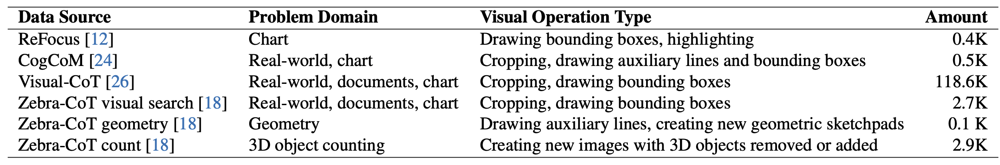 Data Source Problem Domain Visual Operation Type Amount
ReFocus [12] Chart Drawing bounding boxes, highlighting 0.4K
CogCoM [24] Real-world, chart Cropping, drawing auxiliary lines and bounding boxes 0.5K
Visual-CoT [26] Real-world, documents, chart Cropping, drawing bounding boxes 118.6K
Zebra-CoT visual search [18] Real-world, documents, chart Cropping, drawing bounding boxes 2.7K
Zebra-CoT geometry [18] Geometry Drawing auxiliary lines, creating new geometric sketchpads 0.1 K
Zebra-CoT count [18] 3D object counting Creating new images with 3D objects removed or added 2.9K